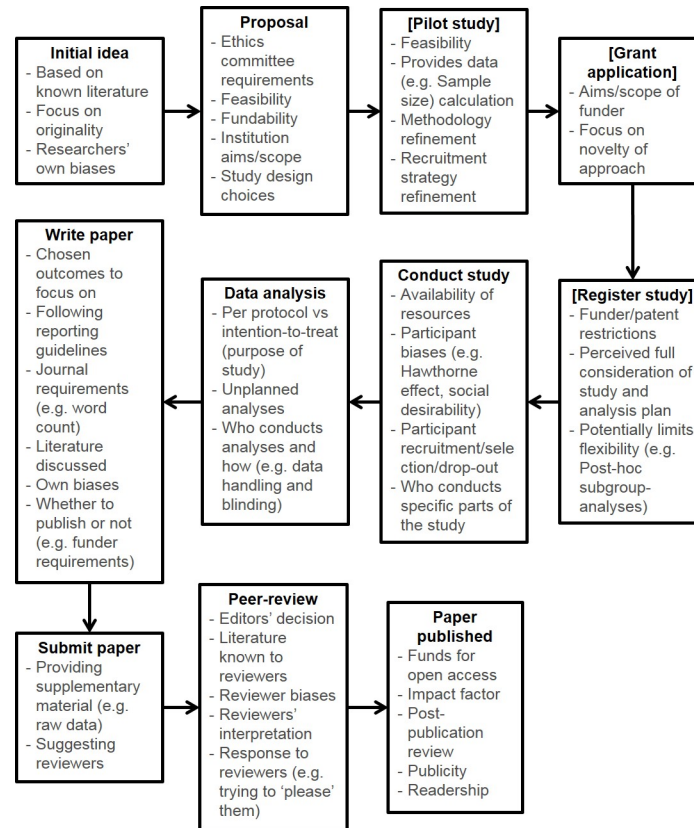 Initial idea
- Based on
known literature
- Focus on
originality
- Researchers’
own biases
Proposal
- Ethics
committee
requirements
- Feasibility
- Fundability
- Institution
aims/scope
- Study design
choices
[Pilot study]
- Feasibility
- Provides data
(e.g. Sample
size) calculation
- Methodology
refinement
- Recruitment
strategy
refinement
[Grant
application]
- Aims/scope of
funder
- Focus on
novelty of
approach
[Register study]
- Funder/patent
restrictions
- Perceived full
consideration of
study and
analysis plan
- Potentially limits
flexibility (e.g.
Post-hoc
subgroup-
analyses)
Conduct study
- Availability of
resources
- Participant
biases (e.g.
Hawthorne
effect, social
desirability)
- Participant
recruitment/sele
ction/drop-out
- Who conducts
specific parts of
the study
Data analysis
- Per protocol vs
intention-to-treat
(purpose of
study)
- Unplanned
analyses
- Who conducts
analyses and
how (e.g. data
handling and
blinding)
Write paper
- Chosen
outcomes to
focus on
- Following
reporting
guidelines
- Journal
requirements
(e.g. word
count)
- Literature
discussed
- Own biases
- Whether to
publish or not
(e.g. funder
requirements)
Submit paper
- Providing
supplementary
material (e.g.
raw data)
- Suggesting
reviewers
Peer-review
- Editors’ decision
- Literature
known to
reviewers
- Reviewer biases
- Reviewers’
interpretation
- Response to
reviewers (e.g.
trying to ‘please’
them)
Paper
published
- Funds for
open access
- Impact factor
- Post-
publication
review
- Publicity
- Readership